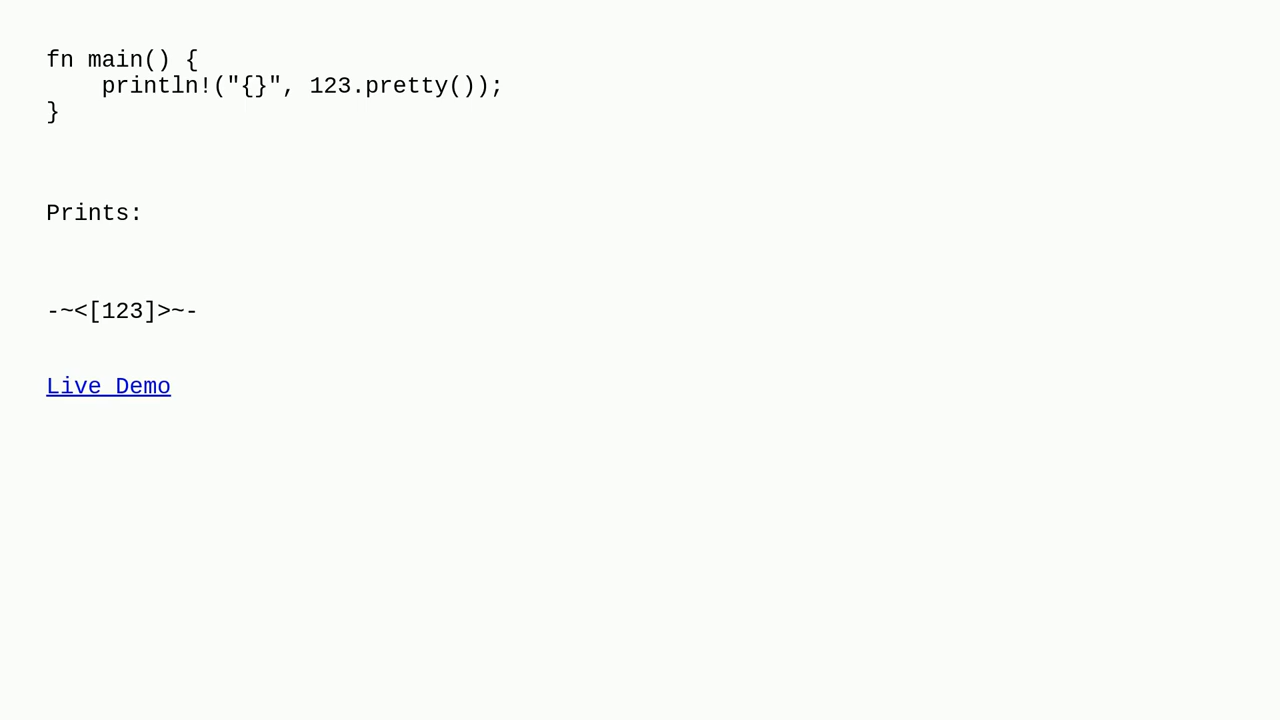 fn main() {
    println!("{}", 123.pretty());
}
Prints:
-~<[123]>~-
Live Demo